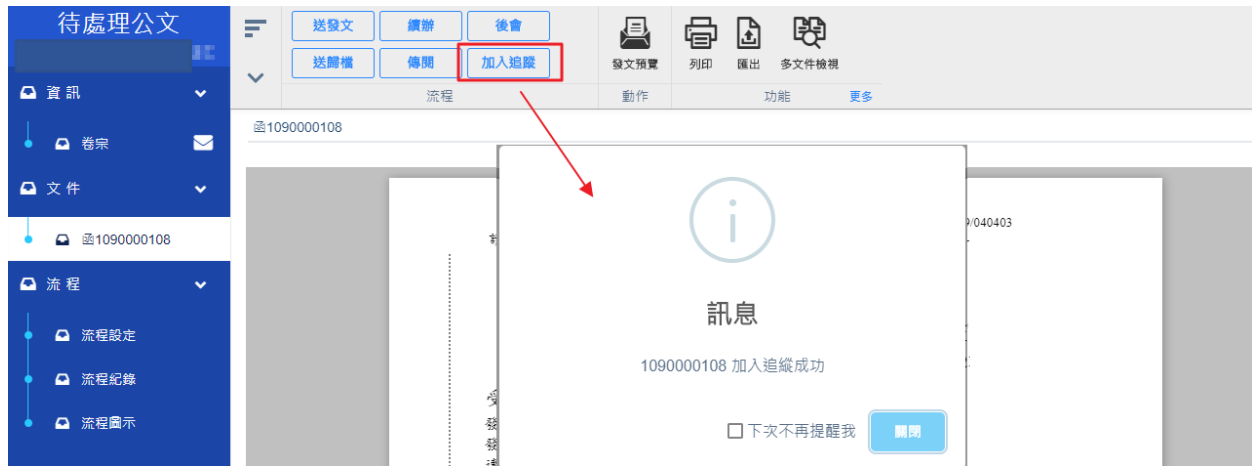 待處理公文
資訊
卷宗
文件
函1090000108
流程
流程設定
流程紀錄
流程圖示
送發文 續辦 後會
送歸檔 傳閱 加入追蹤
流程
發文預覽
動作
列印 匯出 多文件檢視
功能 更多
函1090000108
/040403
訊息
1090000108 加入追縱成功
下次不再提醒我 關閉
受
發
發